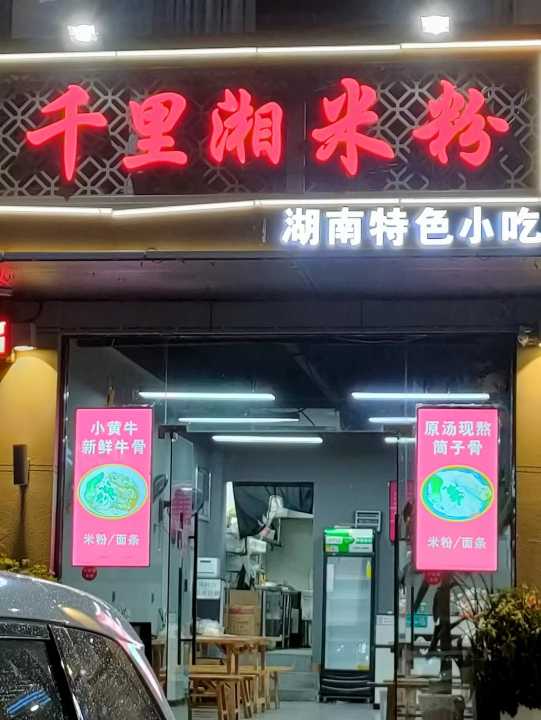 千里湘米粉
湖南特色小吃
小黄牛
新鲜牛骨
米粉/面条
原汤现熬
筒子骨
米粉/面条